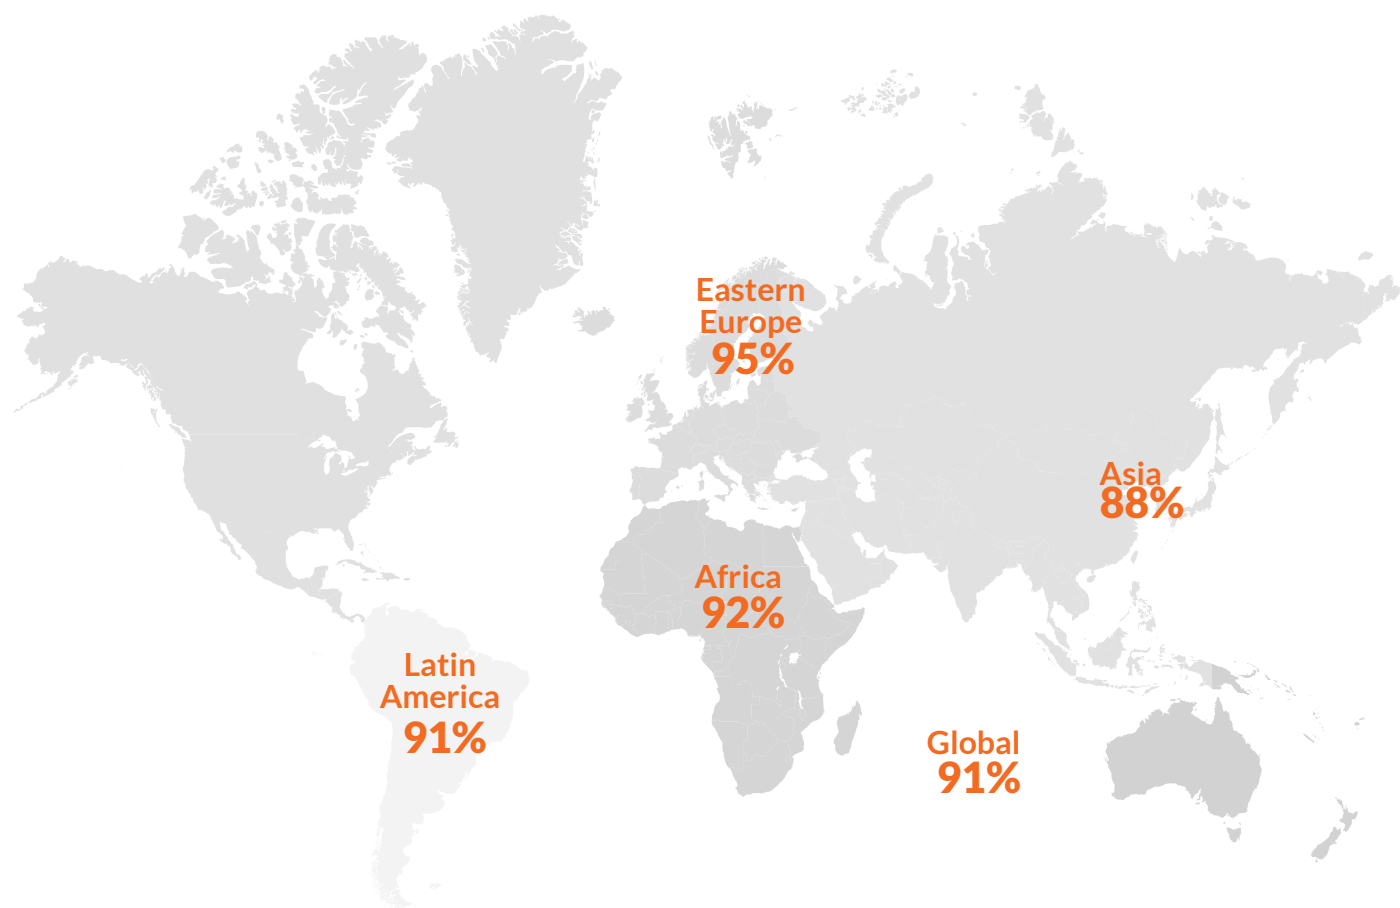 Eastern
Europe
95%
Asia
88%
Africa
92%
Latin
America
91%
Global
91%